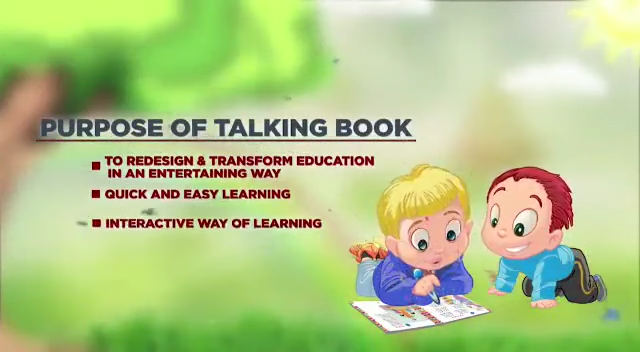 PURPOSE OF TALKING BOOK
TO REDESIGN & TRANSFORM EDUCATION
IN AN ENTERTAINING WAY
QUICK AND EASY LEARNING
INTERACTIVE WAY OF LEARNING